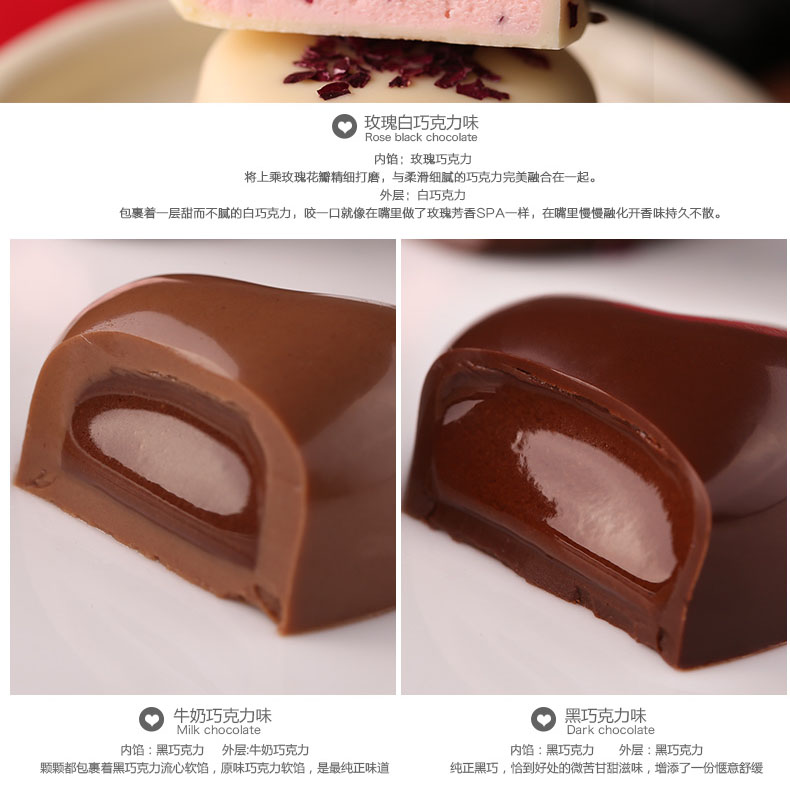 玫瑰白巧克力味
Rose black chocolate
内馅：玫瑰巧克力
将上乘玫瑰花瓣精细打磨，与柔滑细腻的巧克力完美融合在一起。
外层：白巧克力
包裹着一层甜而不腻的白巧克力，咬一口就像在嘴里做了玫瑰芳香SPA一样，在嘴里慢慢融化开香味持久不散。
牛奶巧克力味
Milk chocolate
内馅：黑巧克力 外层:牛奶巧克力
颗颗都包裹着黑巧克力流心软馅，原味巧克力软馅，是最纯正味道
黑巧克力味
Dark chocolate
内馅：黑巧克力 外层：黑巧克力
纯正黑巧，恰到好处的微苦甘甜滋味，增添了一份惬意舒缓